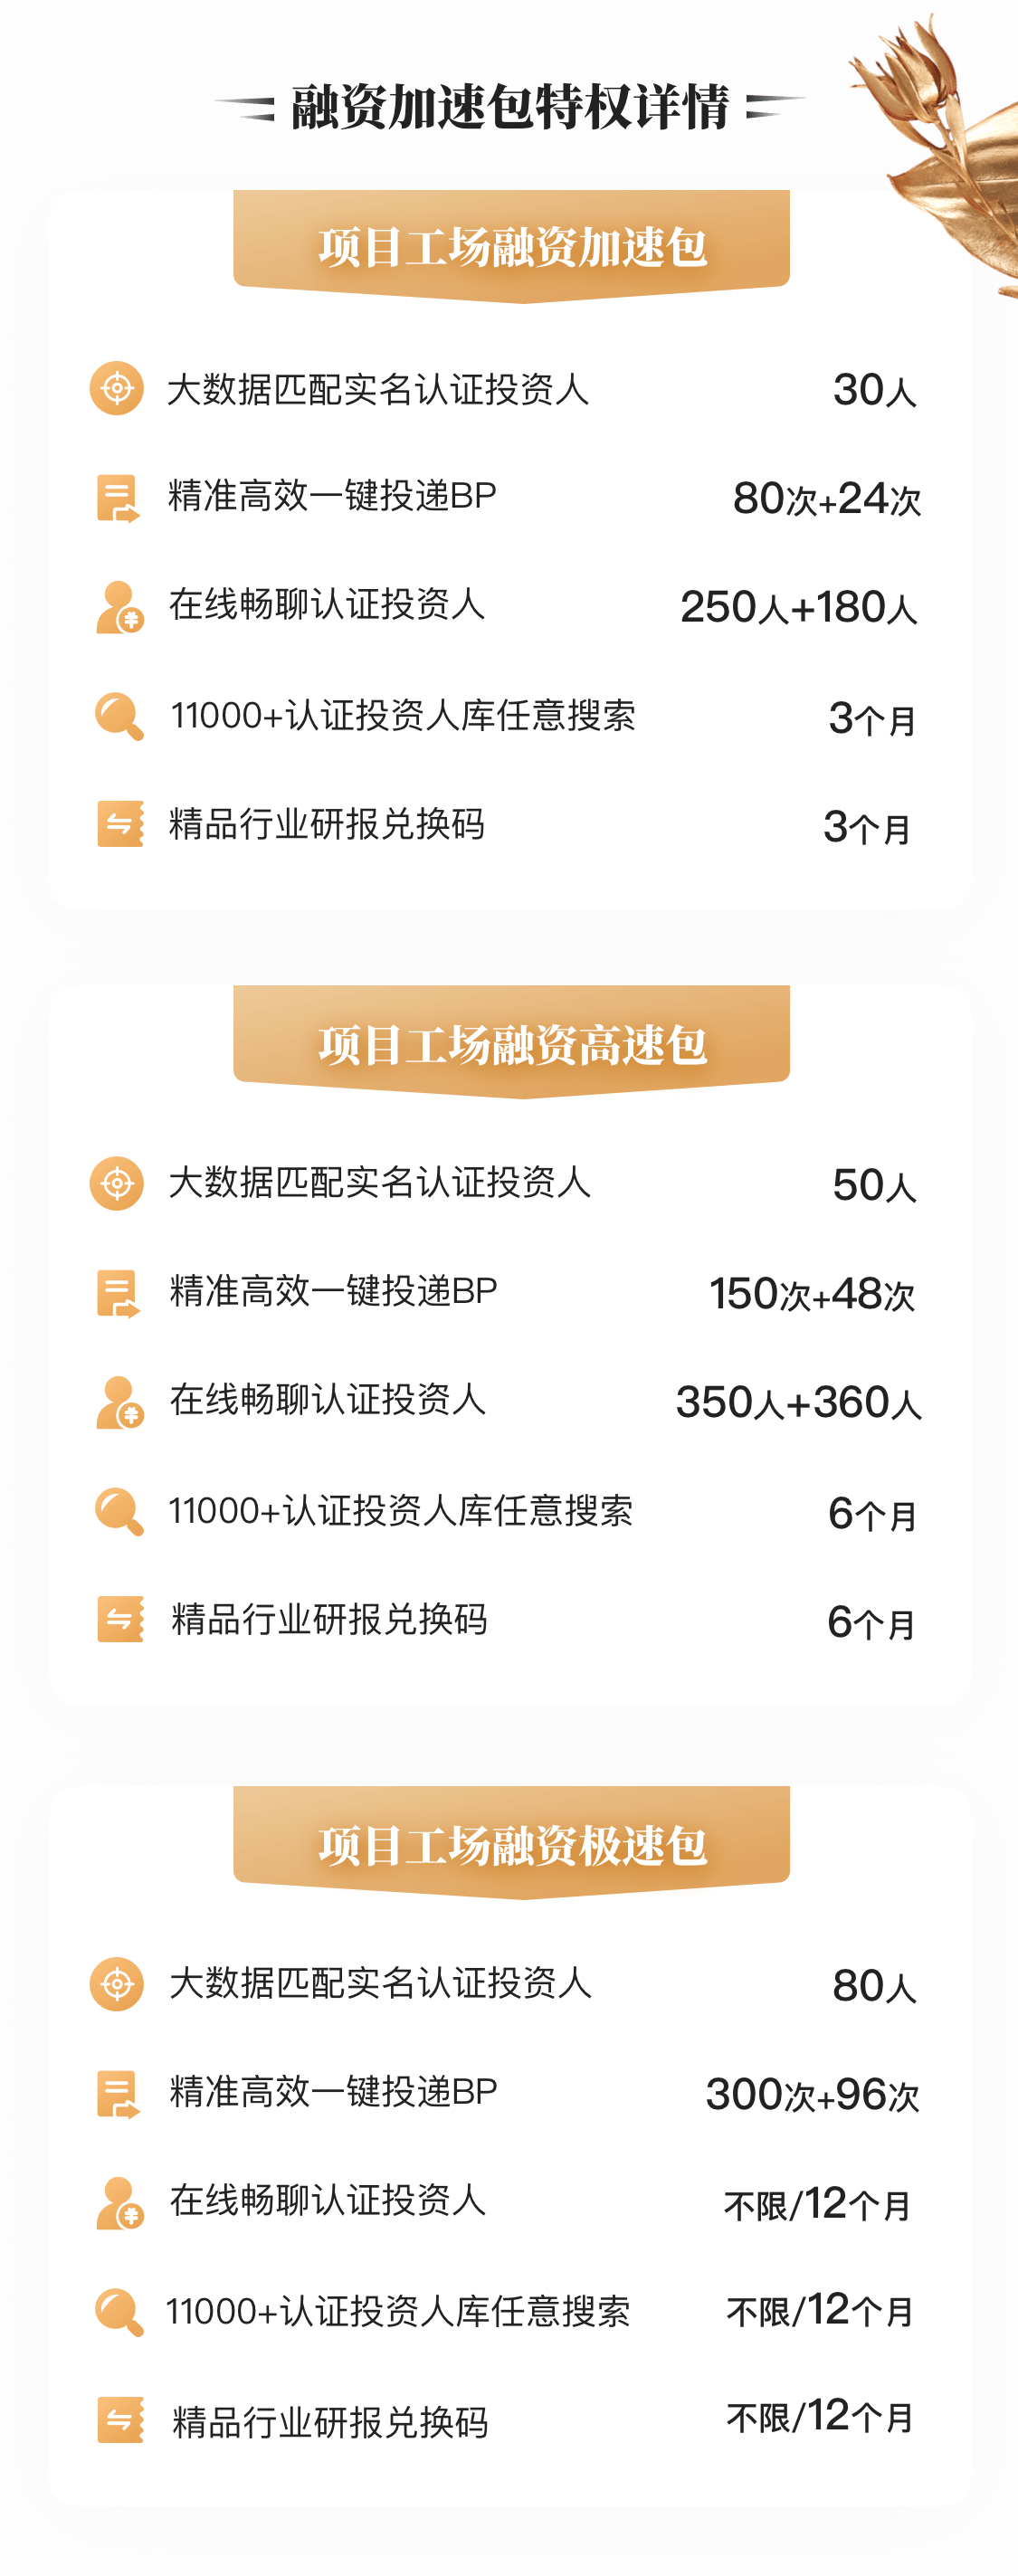 融资加速包特权详情
项目工场融资加速包
大数据匹配实名认证投资人 30人
精准高效一键投递BP 80次+24次
在线畅聊认证投资人 250人+180人
11000+认证投资人库任意搜索 3个月
精品行业研报兑换码 3个月
项目工场融资高速包
大数据匹配实名认证投资人 50人
精准高效一键投递BP 150次+48次
在线畅聊认证投资人 350人+360人
11000+认证投资人库任意搜索 6个月
精品行业研报兑换码 6个月
项目工场融资极速包
大数据匹配实名认证投资人 80人
精准高效一键投递BP 300次+96次
在线畅聊认证投资人 不限/12个月
11000+认证投资人库任意搜索 不限/12个月
精品行业研报兑换码 不限/12个月